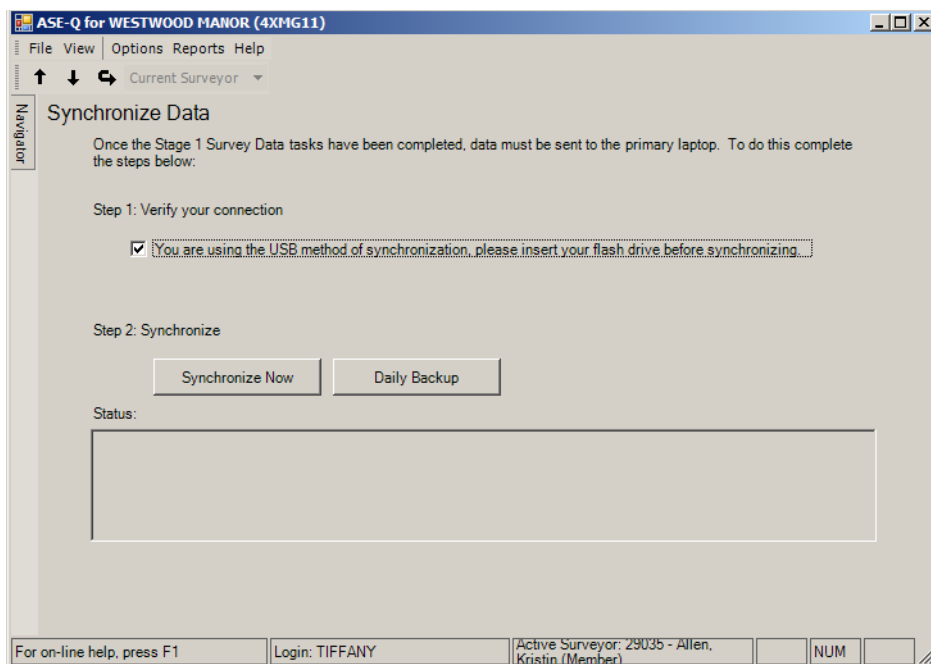 ASE-Q for WESTWOOD MANOR (4XMG11)
File View Options Reports Help
Current Surveyor
Navigator
Synchronize Data
Once the Stage 1 Survey Data tasks have been completed, data must be sent to the primary laptop. To do this complete
the steps below:
Step 1: Verify your connection
You are using the USB method of synchronization, please insert your flash drive before synchronizing.
Step 2: Synchronize
Synchronize Now Daily Backup
Status:
For on-line help, press F1 Login: TIFFANY Active Surveyor: 29035 - Allen, NUM
Kristin (Member)